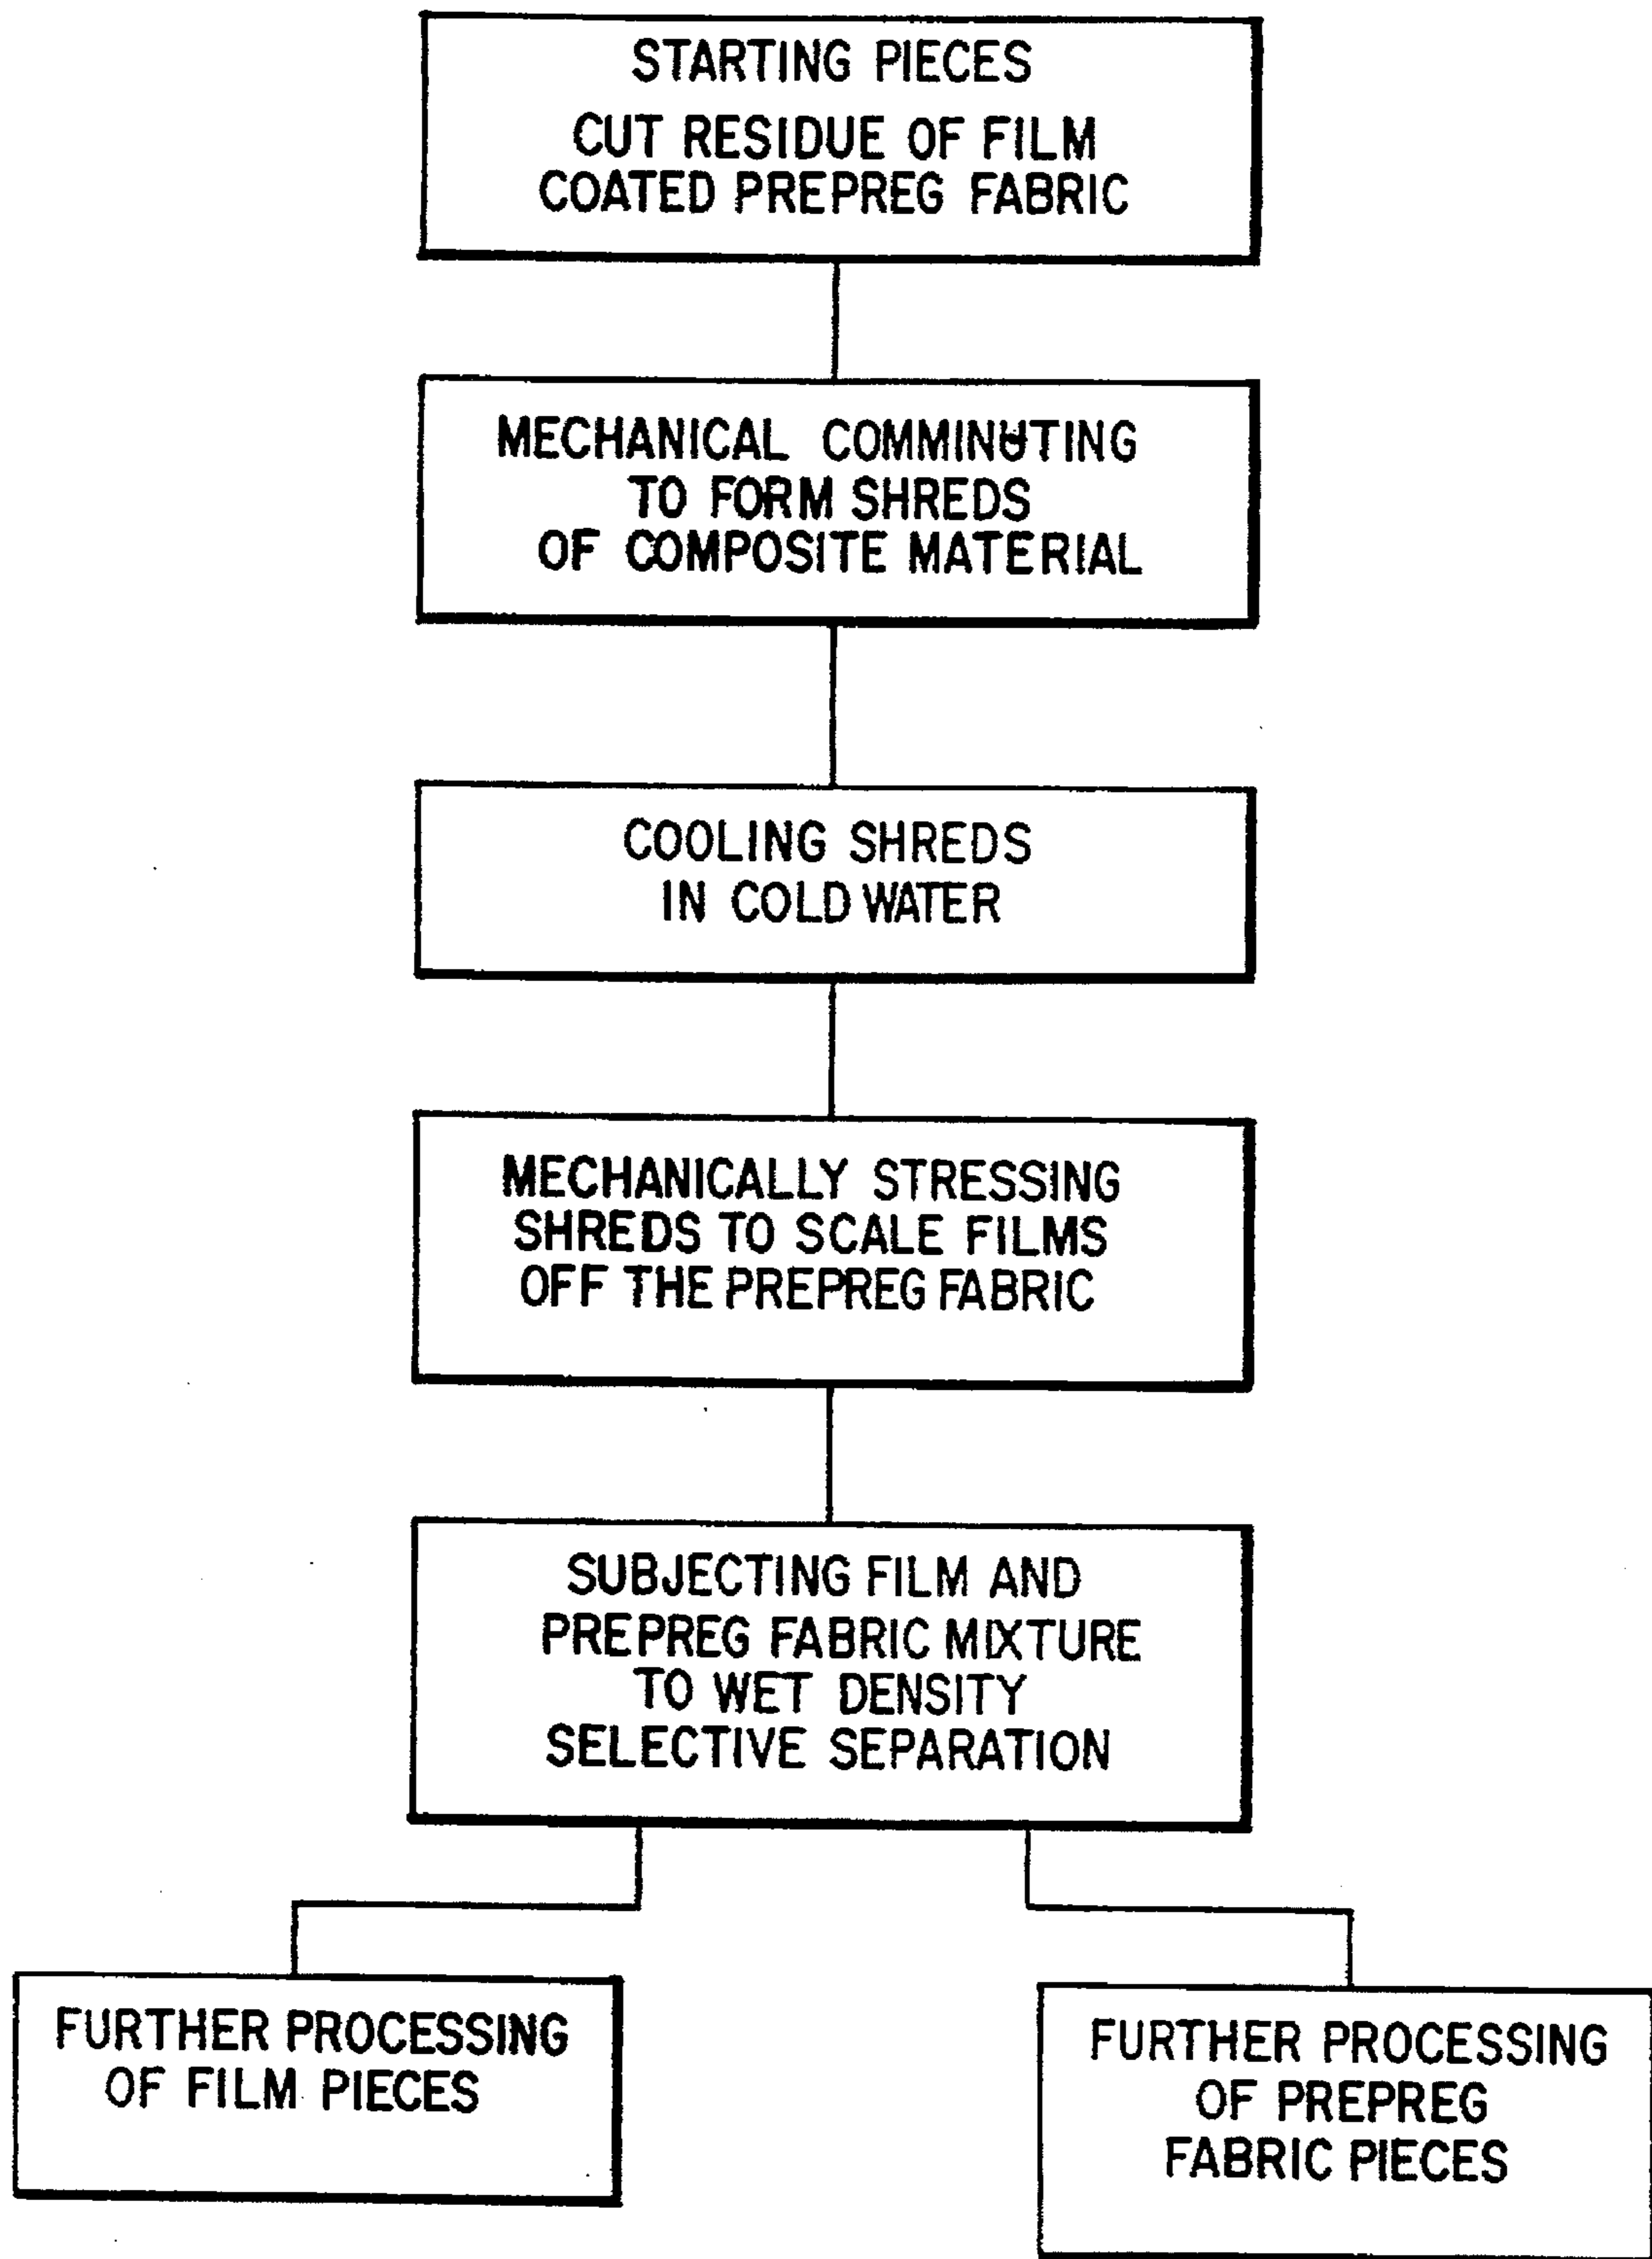 STARTING PIECES
CUT RESIDUE OF FILM
COATED PREPREG FABRIC
MECHANICAL COMMINUTING
TO FORM SHREDS
OF COMPOSITE MATERIAL
COOLING SHREDS
IN COLD WATER
MECHANICALLY STRESSING
SHREDS TO SCALE FILMS
OFF THE PREPREG FABRIC
SUBJECTING FILM AND
PREPREG FABRIC MIXTURE
TO WET DENSITY
SELECTIVE SEPARATION
FURTHER PROCESSING
OF FILM PIECES
FURTHER PROCESSING
OF PREPREG
FABRIC PIECES